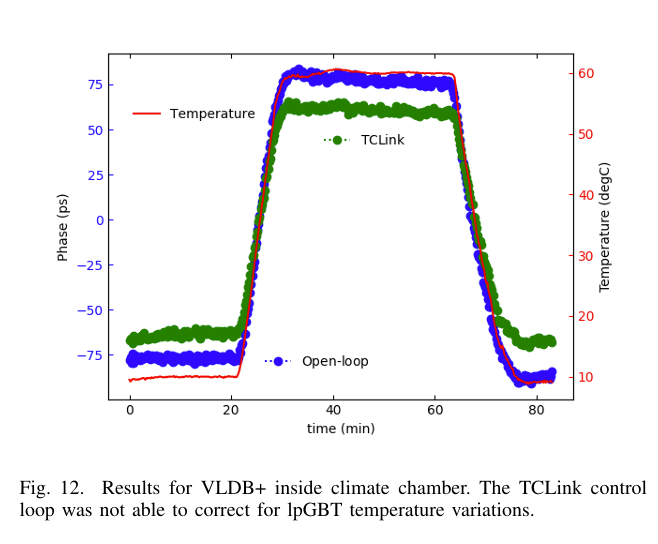 75
50
25
0
−25
−50
−75
Phase (ps)
0
20
40
60
80
time (min)
60
50
40
30
20
10
Temperature (degC)
Temperature
TCLink
Open-loop
Fig. 12. Results for VLDB+ inside climate chamber. The TCLink control
loop was not able to correct for lpGBT temperature variations.